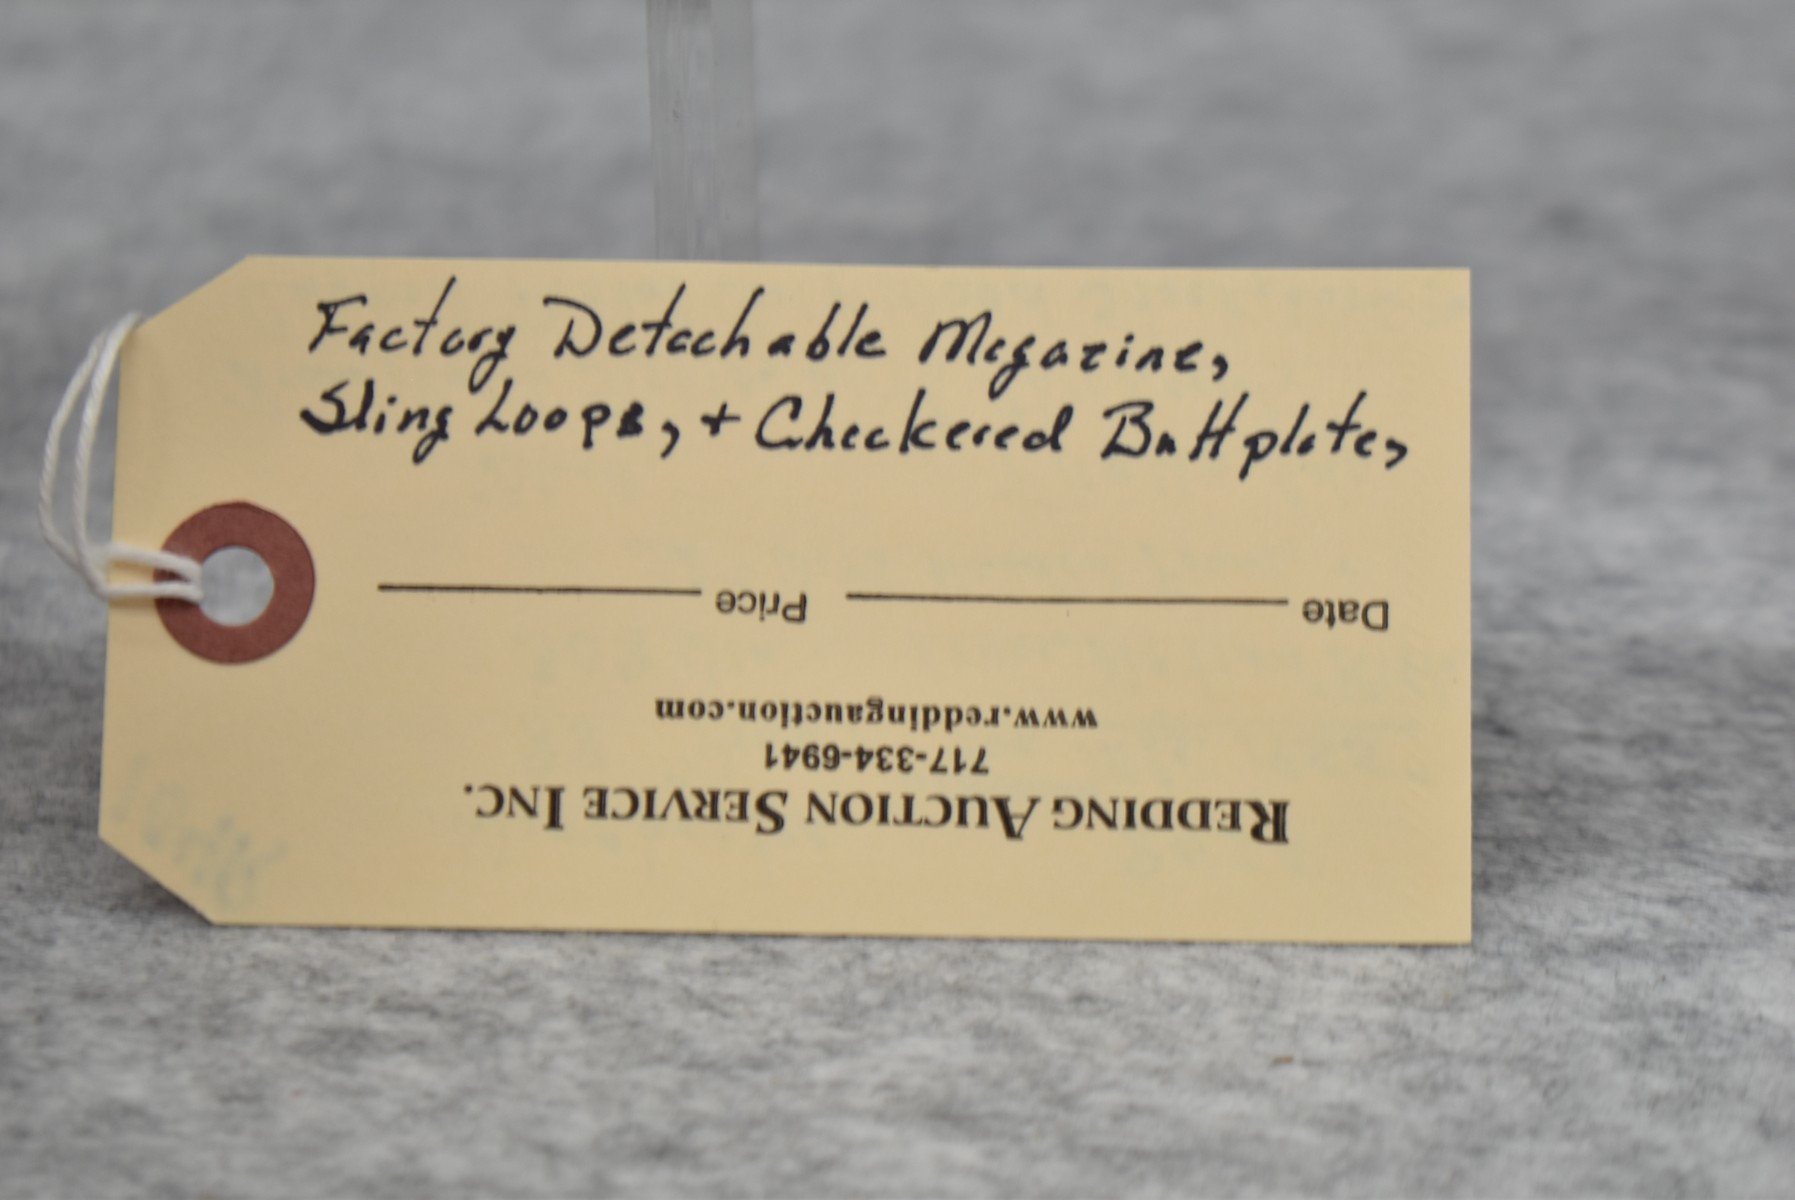 Factory Detachable Magazine,
Sling Loops, + Checkered Buttplate,
Date Price
www.reddingauction.com
717-334-6941
REDDING AUCTION SERVICE INC.